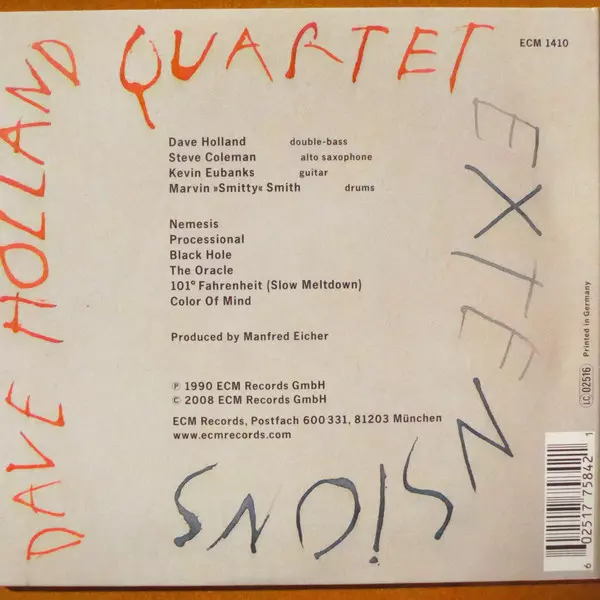 DAVE HOLLAND
QUARTET
EXTENSIONS
ECM 1410
Dave Holland double-bass
Steve Coleman alto saxophone
Kevin Eubanks guitar
Marvin »Smitty« Smith drums
Nemesis
Processional
Black Hole
The Oracle
101° Fahrenheit (Slow Meltdown)
Color Of Mind
Produced by Manfred Eicher
℗ 1990 ECM Records GmbH
© 2008 ECM Records GmbH
ECM Records, Postfach 600 331, 81203 München
www.ecmrecords.com
LC 02516 Printed in Germany
6 02517 75842 1